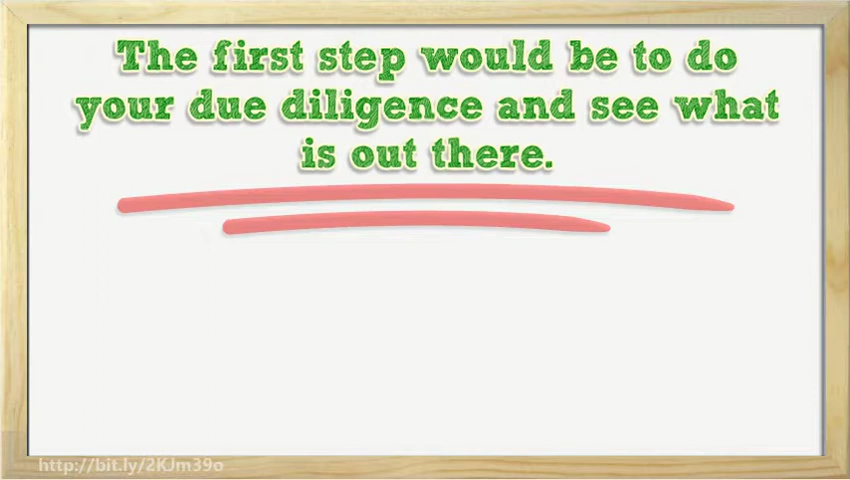 The first step would be to do
your due diligence and see what
is out there.
http://bit.ly/2KJm39o